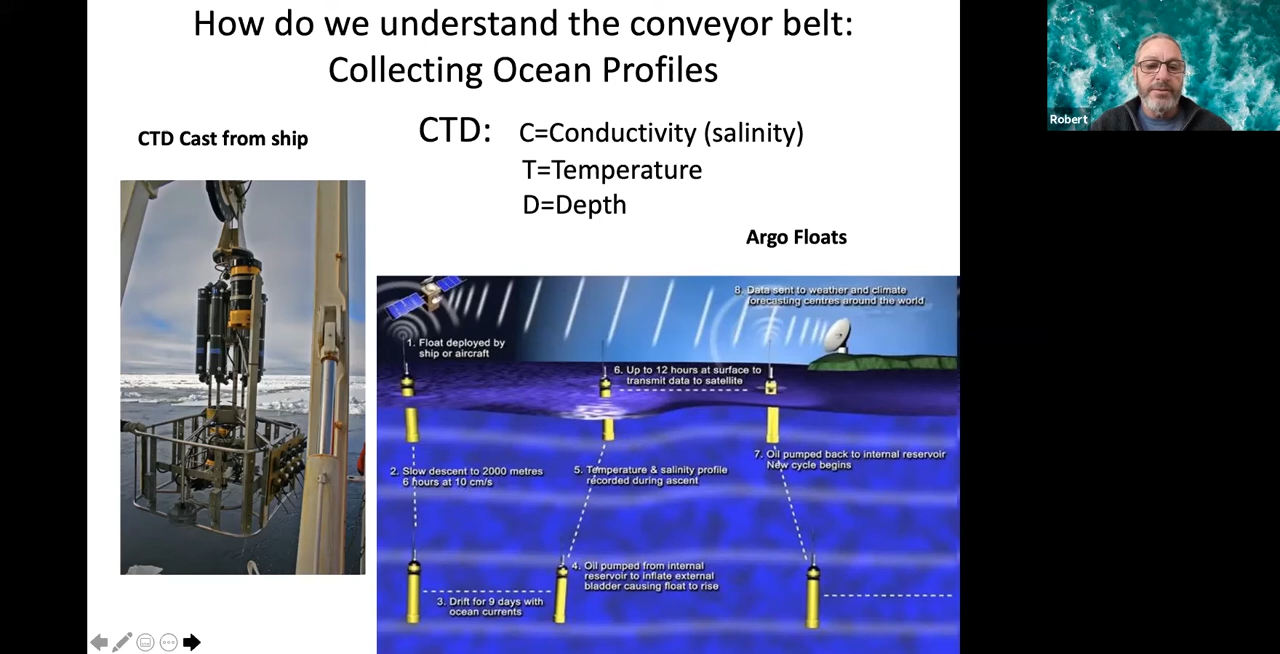 How do we understand the conveyor belt:
Collecting Ocean Profiles
CTD Cast from ship
CTD: C=Conductivity (salinity)
T=Temperature
D=Depth
Argo Floats
8. Data sent to weather and climate
forecasting centres around the world
1. Float deployed by
ship or aircraft
6. Up to 12 hours at surface to
transmit data to satellite
2. Slow descent to 2000 metres
6 hours at 10 cm/s
5. Temperature & salinity profile
recorded during ascent
7. Oil pumped back to internal reservoir
New cycle begins
4. Oil pumped from internal
reservoir to inflate external
bladder causing float to rise
3. Drift for 9 days with
ocean currents
Robert